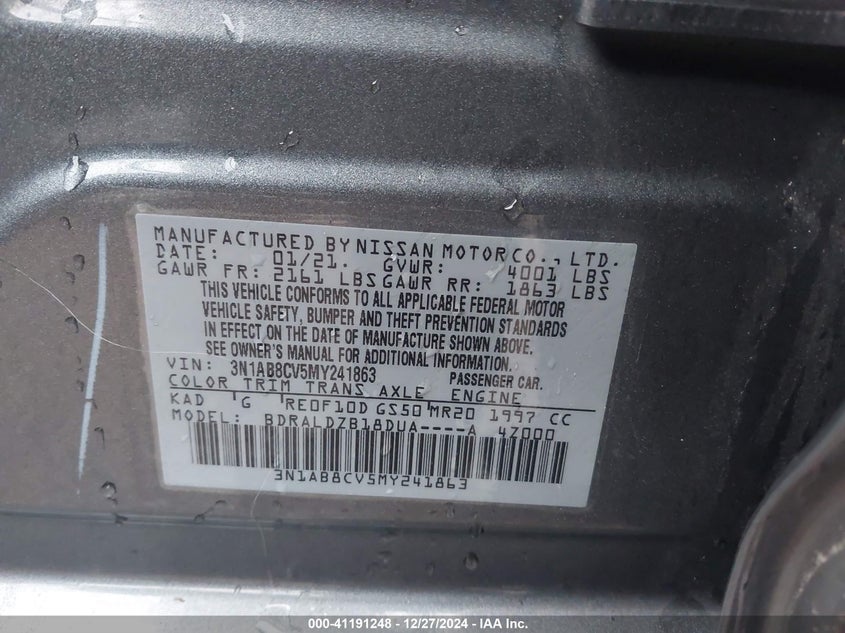 MANUFACTURED BY NISSAN MOTOR CO., LTD.
DATE: 01/21. GVWR: 4001 LBS
GAWR FR: 2161 LBS GAWR RR: 1863 LBS
THIS VEHICLE CONFORMS TO ALL APPLICABLE FEDERAL MOTOR
VEHICLE SAFETY, BUMPER AND THEFT PREVENTION STANDARDS
IN EFFECT ON THE DATE OF MANUFACTURE SHOWN ABOVE.
SEE OWNER'S MANUAL FOR ADDITIONAL INFORMATION.
VIN: 3N1AB8CV5MY241863 PASSENGER CAR.
COLOR TRIM TRANS AXLE ENGINE
KAD G RE0F10D GS50 MR20 1997 CC
MODEL: BDRALDZB18DUA----A 4Z000
3N1AB8CV5MY241863
000-41191248 - 12/27/2024 - IAA Inc.